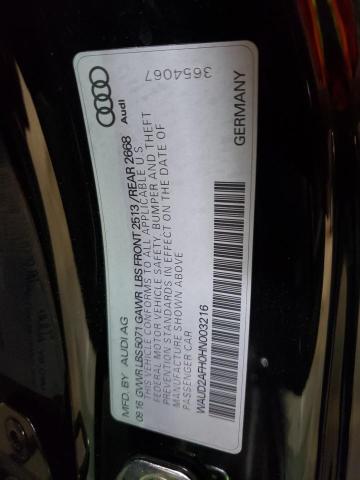 MFD. BY AUDI AG
09.16 GVWR LBS 5071 GAWR LBS FRONT 2513 / REAR 2668
THIS VEHICLE CONFORMS TO ALL APPLICABLE U.S.
FEDERAL MOTOR VEHICLE SAFETY, BUMPER AND THEFT
PREVENTION STANDARDS IN EFFECT ON THE DATE OF
MANUFACTURE SHOWN ABOVE
PASSENGER CAR
WAUD2AFH0HN003216
GERMANY
Audi
3654067